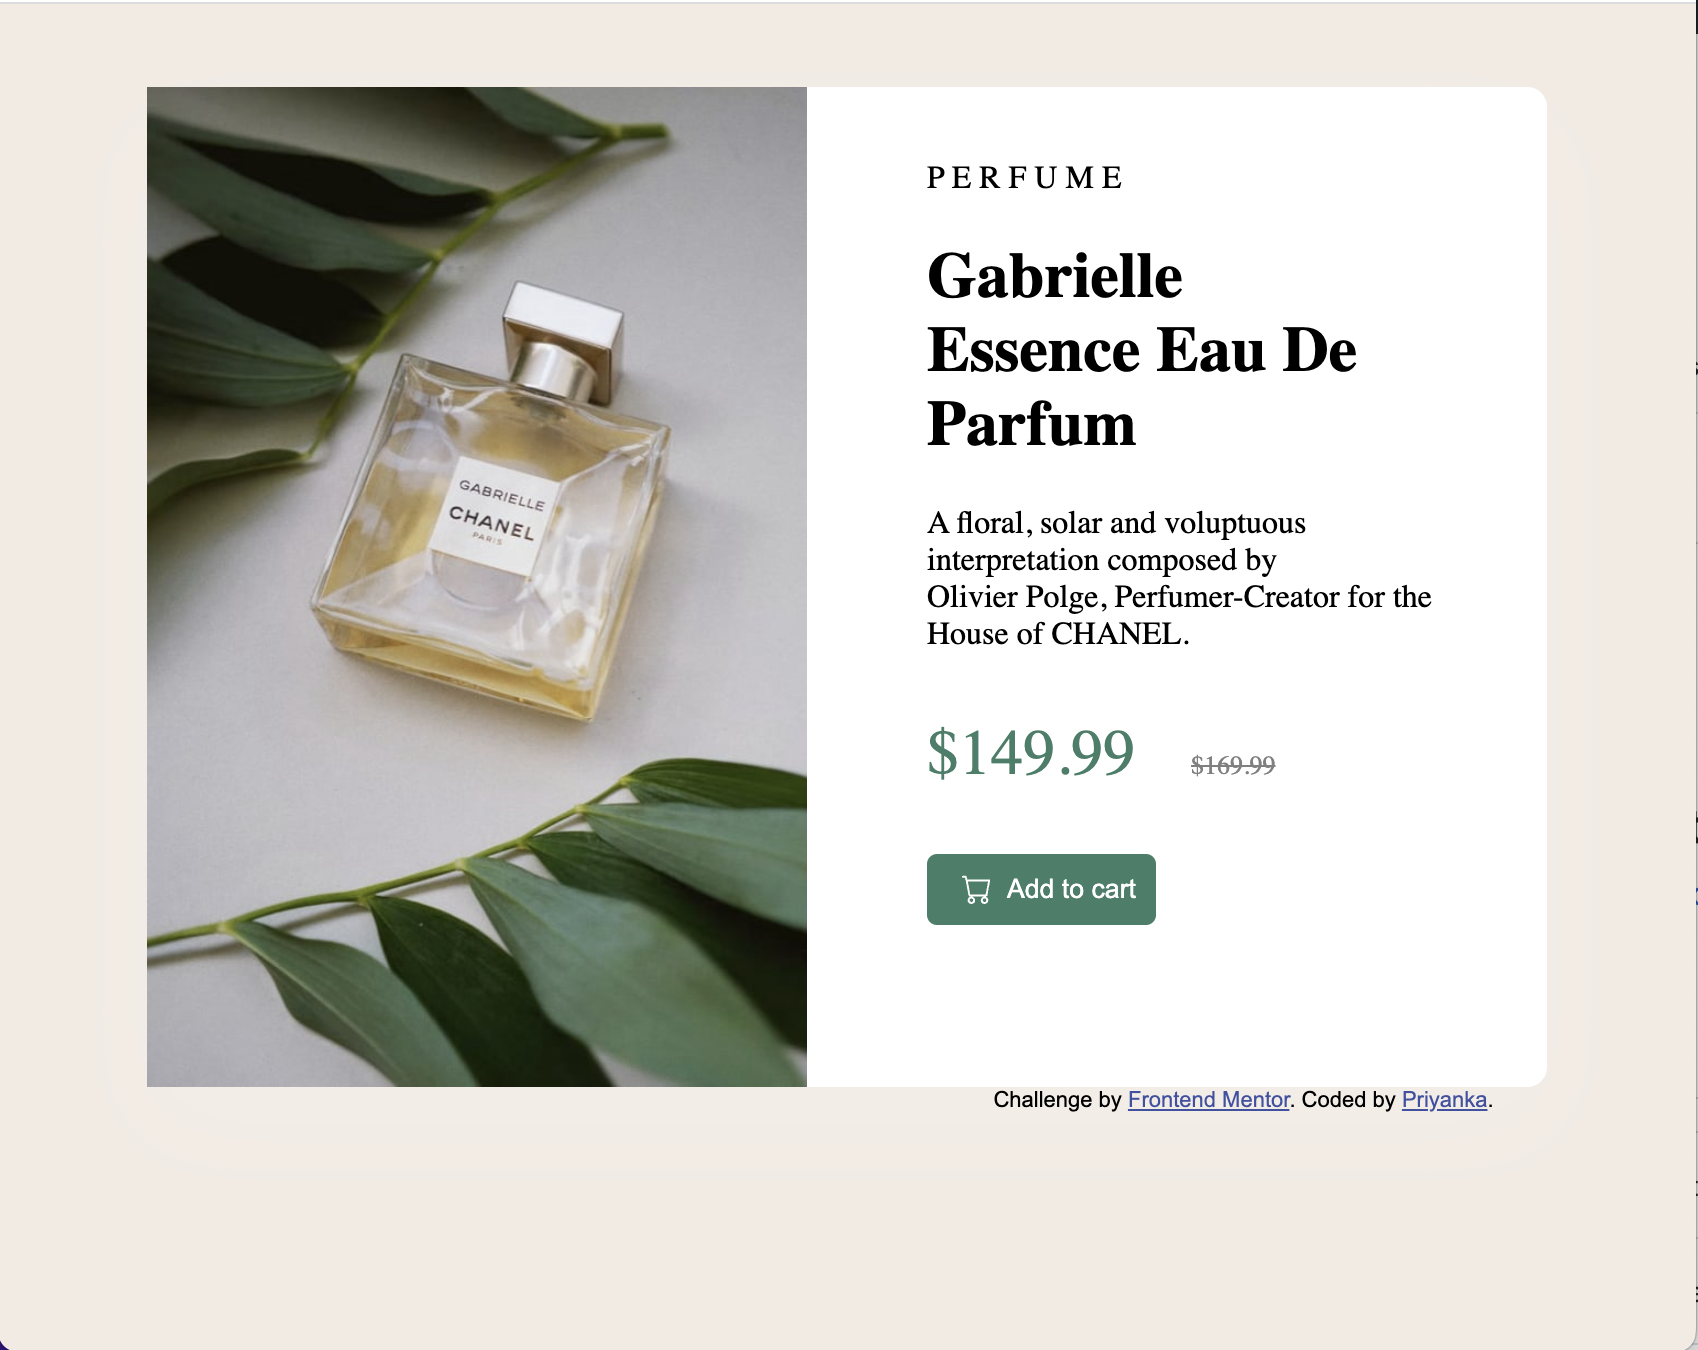 GABRIELLE
CHANEL
PARIS
PERFUME
Gabrielle
Essence Eau De
Parfum
A floral, solar and voluptuous
interpretation composed by
Olivier Polge, Perfumer-Creator for the
House of CHANEL.
$149.99 $169.99
Add to cart
Challenge by Frontend Mentor. Coded by Priyanka.